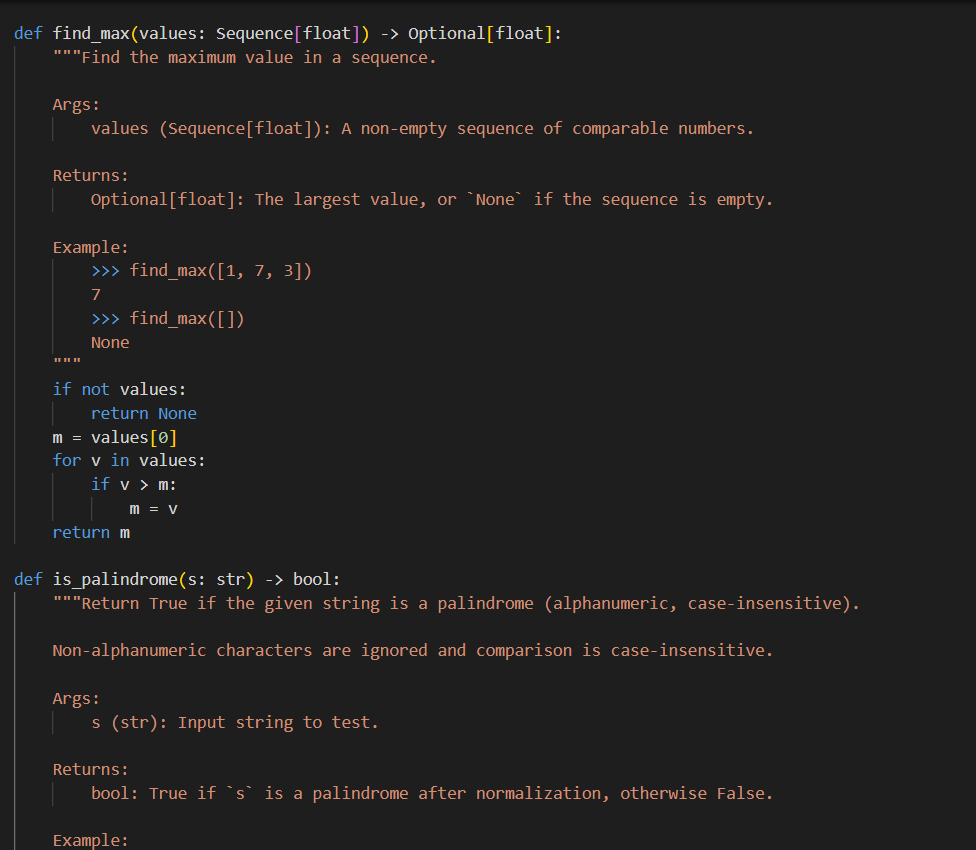 def find_max(values: Sequence[float]) -> Optional[float]:
    """Find the maximum value in a sequence.

    Args:
        values (Sequence[float]): A non-empty sequence of comparable numbers.

    Returns:
        Optional[float]: The largest value, or `None` if the sequence is empty.

    Example:
        >>> find_max([1, 7, 3])
        7
        >>> find_max([])
        None
    """
    if not values:
        return None
    m = values[0]
    for v in values:
        if v > m:
            m = v
    return m

def is_palindrome(s: str) -> bool:
    """Return True if the given string is a palindrome (alphanumeric, case-insensitive).

    Non-alphanumeric characters are ignored and comparison is case-insensitive.

    Args:
        s (str): Input string to test.

    Returns:
        bool: True if `s` is a palindrome after normalization, otherwise False.

    Example: